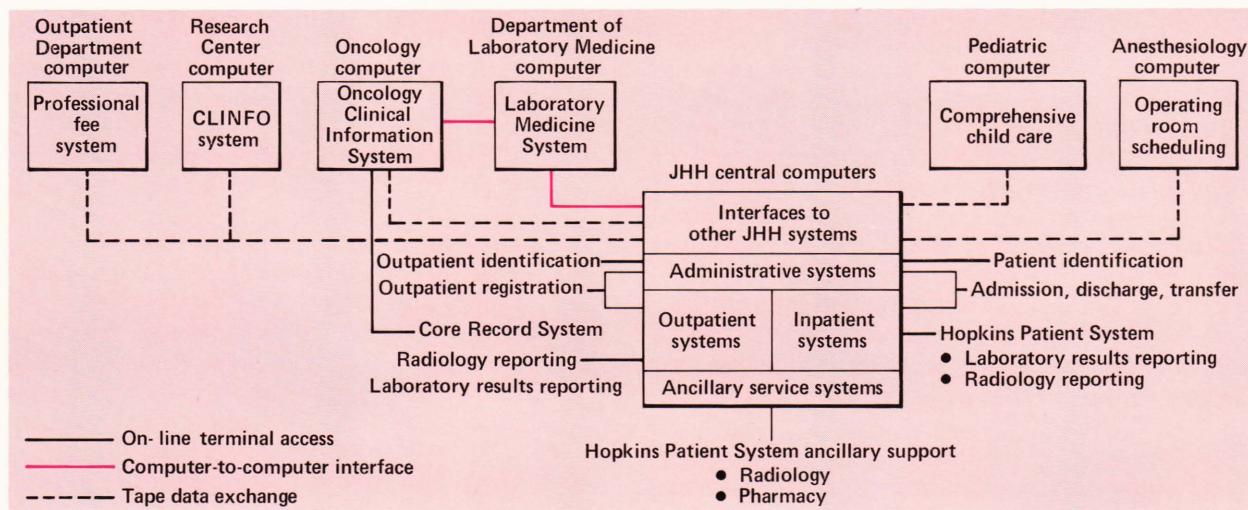 Outpatient
Department
computer
Professional
fee
system
Research
Center
computer
CLINFO
system
Oncology
computer
Oncology
Clinical
Information
System
Department of
Laboratory Medicine
computer
Laboratory
Medicine
System
Pediatric
computer
Comprehensive
child care
Anesthesiology
computer
Operating
room
scheduling
JHH central computers
Interfaces to
other JHH systems
Administrative systems
Outpatient
systems
Inpatient
systems
Ancillary service systems
Outpatient identification
Outpatient registration
Core Record System
Radiology reporting
Laboratory results reporting
Patient identification
Admission, discharge, transfer
Hopkins Patient System
● Laboratory results reporting
● Radiology reporting
Hopkins Patient System ancillary support
● Radiology
● Pharmacy
On- line terminal access
Computer-to-computer interface
Tape data exchange